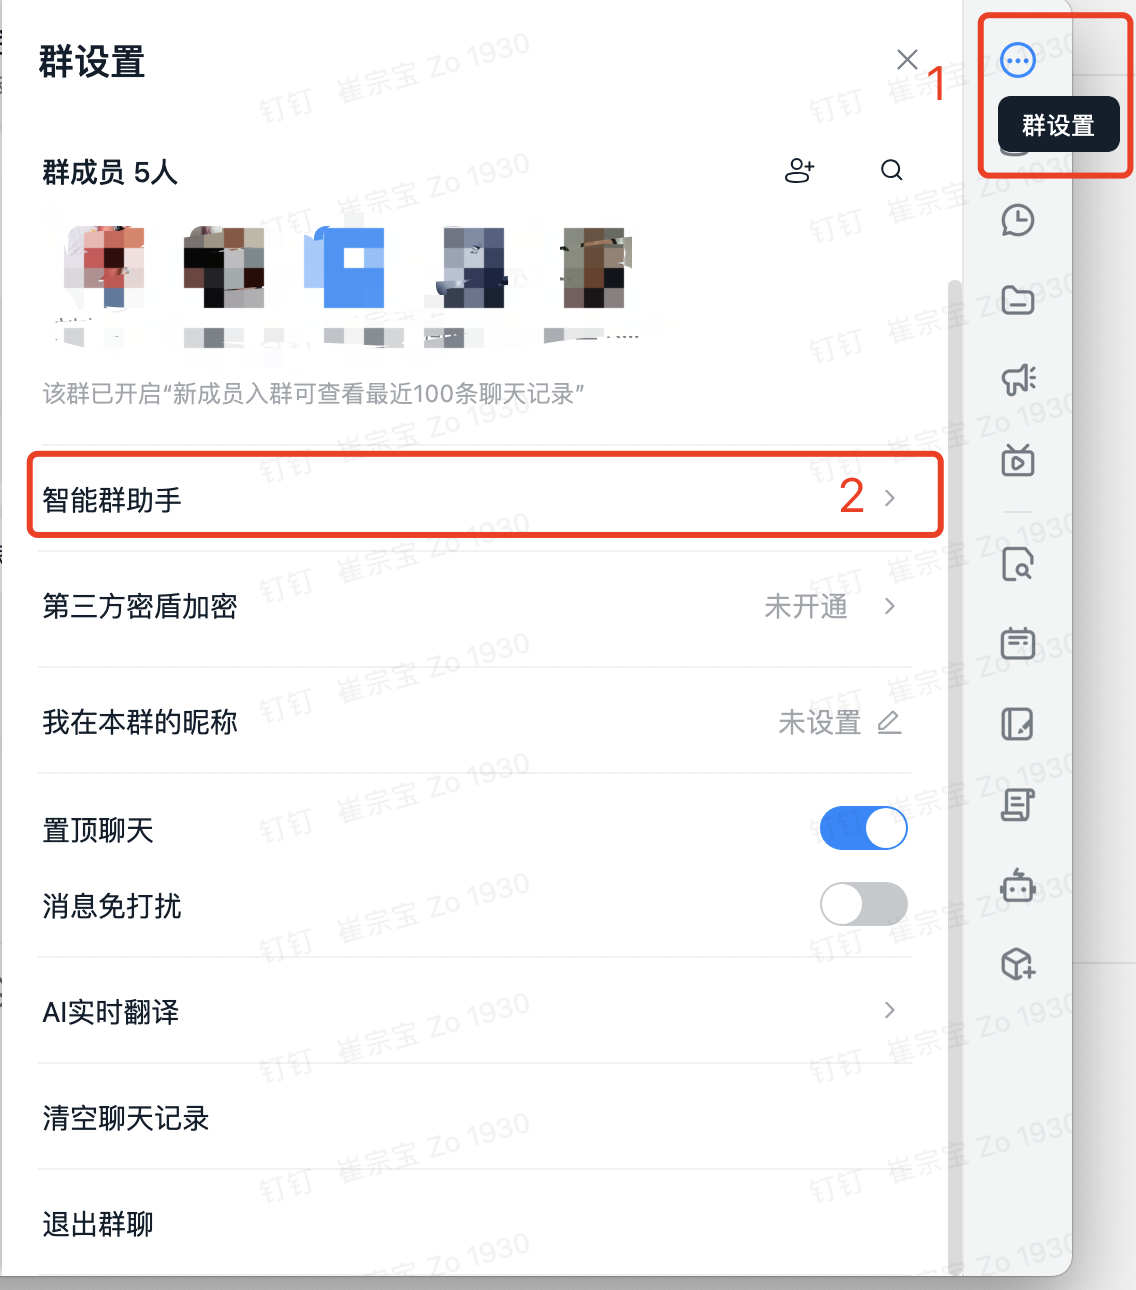 群设置
1
群设置
群成员 5人
该群已开启“新成员入群可查看最近100条聊天记录”
智能群助手
2
第三方密盾加密
未开通
我在本群的昵称
未设置
置顶聊天
消息免打扰
AI实时翻译
清空聊天记录
退出群聊
钉钉 崔宗宝 Zo 1930